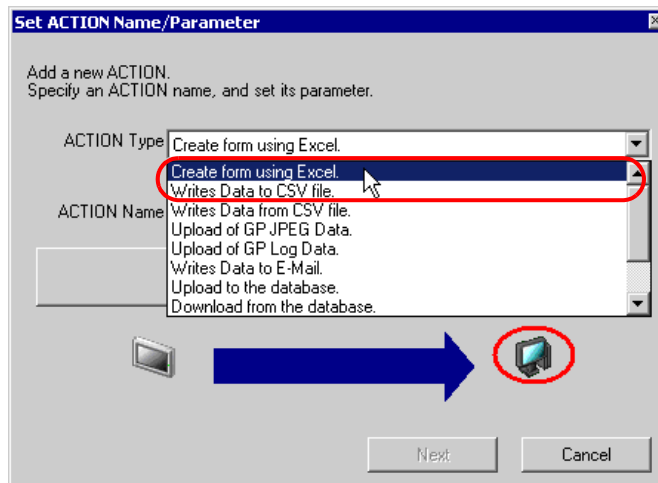 Set ACTION Name/Parameter
Add a new ACTION.
Specify an ACTION name, and set its parameter.
ACTION Type
Create form using Excel.
Create form using Excel.
Writes Data to CSV file.
ACTION Name
Writes Data from CSV file.
Upload of GP JPEG Data.
Upload of GP Log Data.
Writes Data to E-Mail.
Upload to the database.
Download from the database.
Next
Cancel